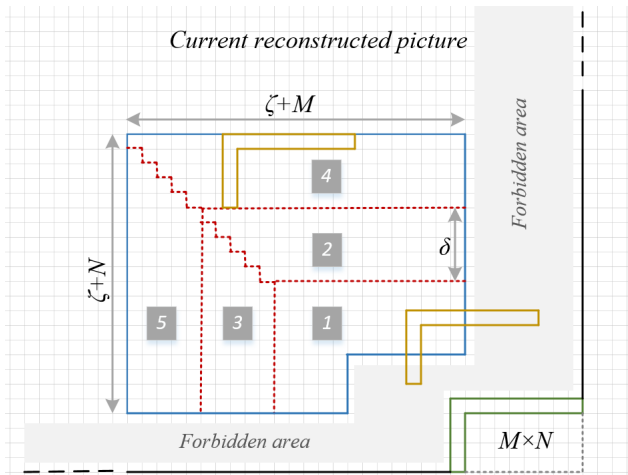 Current reconstructed picture
Forbidden area
ζ+M
4
ζ+N
2
δ
5
3
1
Forbidden area
M×N